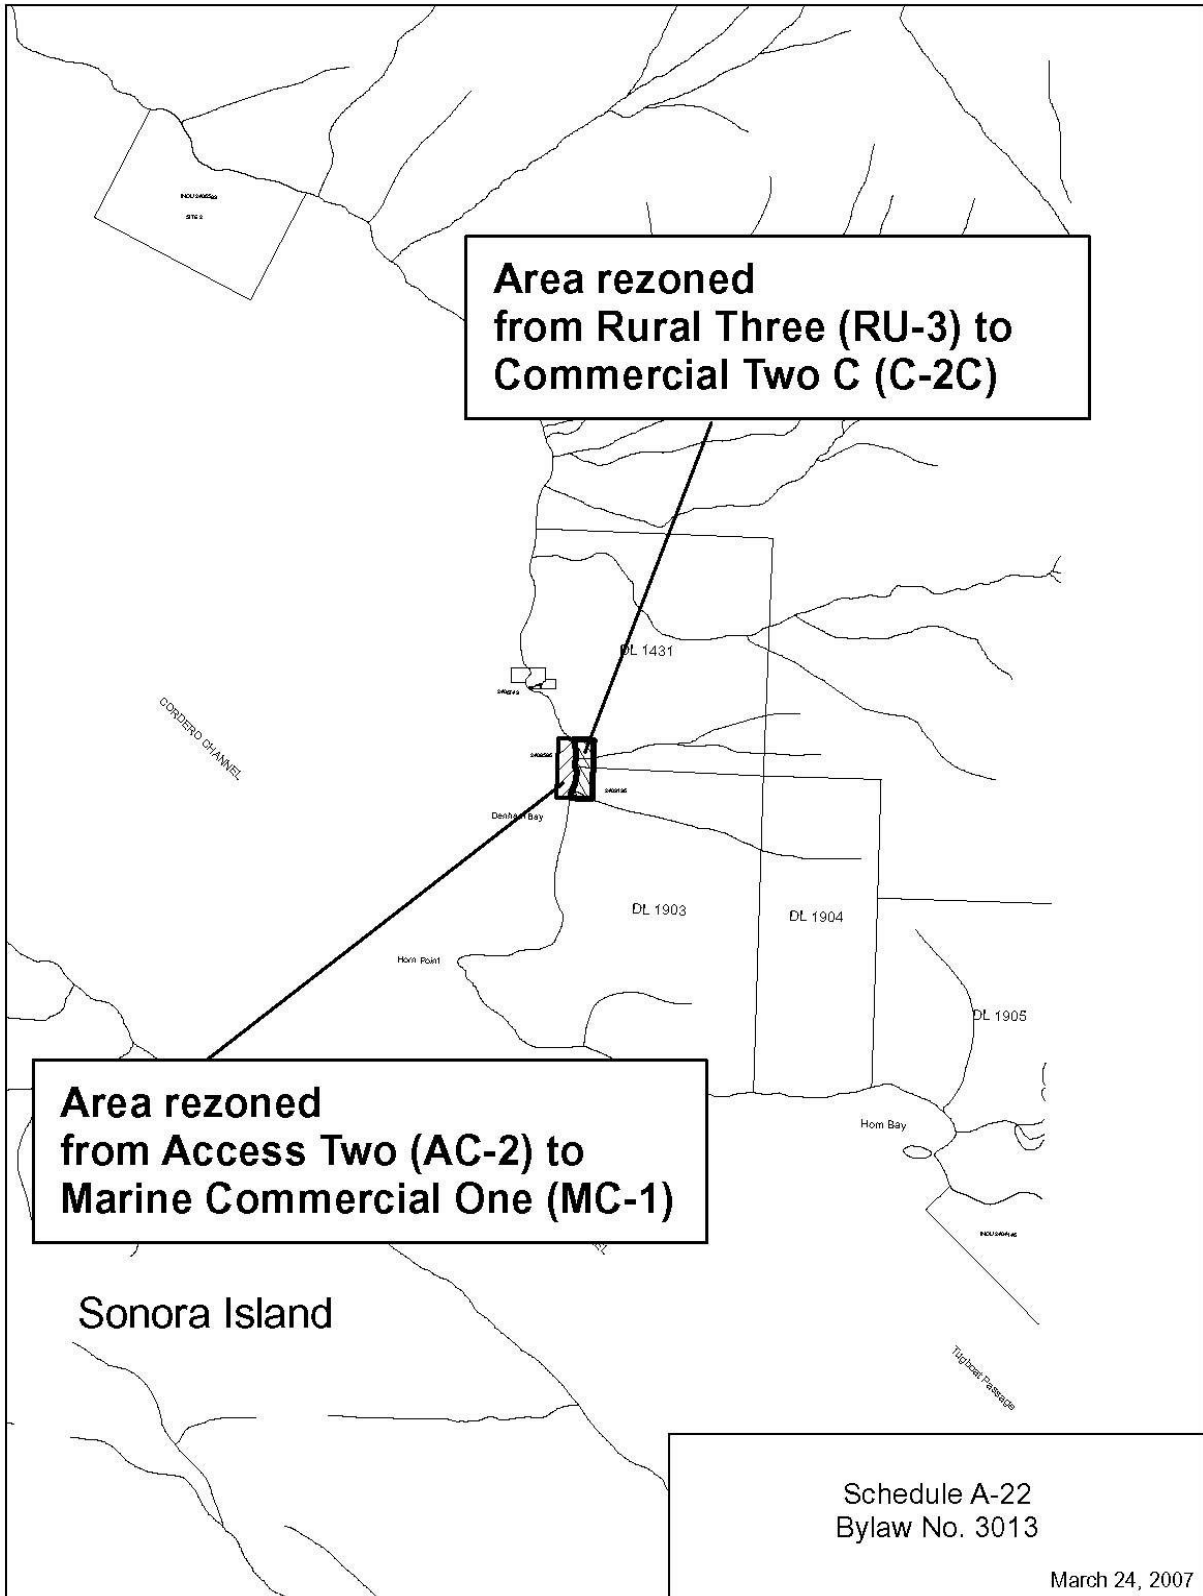 SITE 2
Area rezoned
from Rural Three (RU-3) to
Commercial Two C (C-2C)
DL 1431
CORDERO CHANNEL
Denham Bay
DL 1903
DL 1904
Horn Point
DL 1905
Area rezoned
from Access Two (AC-2) to
Marine Commercial One (MC-1)
Horn Bay
Sonora Island
Tugboat Passage
Schedule A-22
Bylaw No. 3013
March 24, 2007